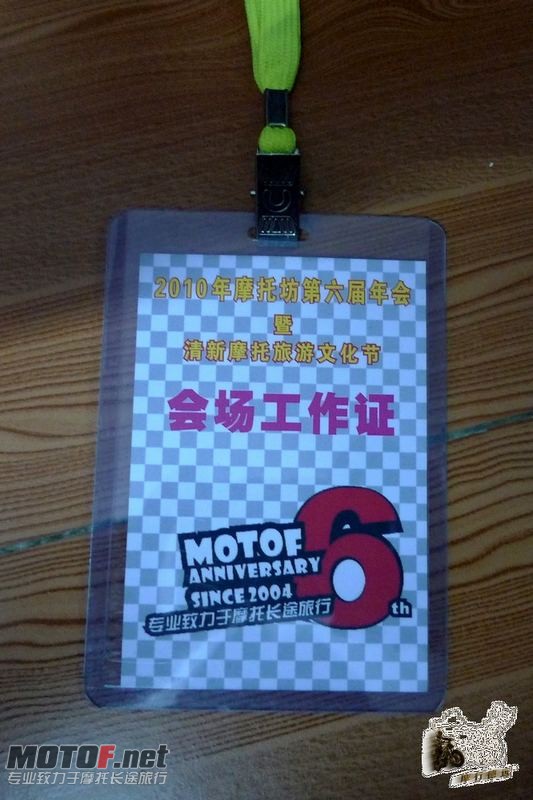 2010年摩托坊第六届年会
暨
清新摩托旅游文化节
会场工作证
MOTOF
ANNIVERSARY
SINCE 2004
6th
专业致力于摩托长途旅行
MOTOF.net
专业致力于摩托长途旅行